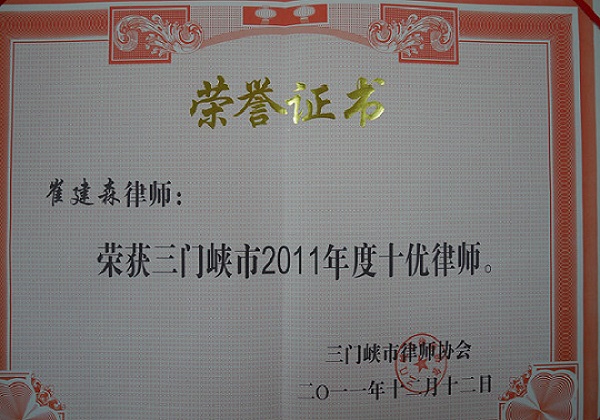 荣誉证书
崔建森律师：
荣获三门峡市2011年度十优律师。
三门峡市律师协会
二〇一一年十二月十二日